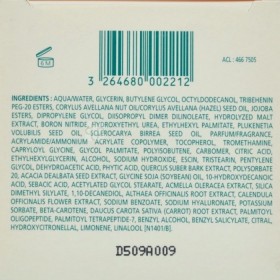 6 M
ACL : 466 7505
3 264680 002212
INGREDIENTS : AQUA/WATER, GLYCERIN, BUTYLENE GLYCOL, OCTYLDODECANOL, TRIBEHENIN
PEG-20 ESTERS, CORYLUS AVELLANA NUT OIL/CORYLUS AVELLANA (HAZEL) SEED OIL, JOJOBA
ESTERS, DIPROPYLENE GLYCOL, DIISOPROPYL DIMER DILINOLEATE, HYDROLYZED MALT
EXTRACT, BORON NITRIDE, HYDROXYETHYL UREA, ETHYLHEXYL PALMITATE, PLUKENETIA
VOLUBILIS SEED OIL, SCLEROCARYA BIRREA SEED OIL, PARFUM/FRAGRANCE,
ACRYLAMIDE/AMMONIUM ACRYLATE COPOLYMER, TOCOPHEROL, TROMETHAMINE,
CAPRYLOYL GLYCINE, GLYOL PALMITATE, POLYISOBUTENE, CARBOMER, CITRIC ACID,
ETHYLHEXYLGLYCERIN, ALCOHOL, SODIUM HYDROXIDE, ESCIN, TRISTEARIN, PENTYLENE
GLYCOL, DEHYDROACETIC ACID, PHYTIC ACID, QUERCUS SUBER BARK EXTRACT, POLYSORBATE
20, ACACIA DEALBATA SEED EXTRACT, GLYCINE SOJA (SOYBEAN) OIL, 10-HYDROXYDECANOIC
ACID, SEBACIC ACID, ACETYLATED GLYCOL STEARATE, ACMELLA OLERACEA EXTRACT, SILICA
DIMETHYL SILYLATE, 1,10-DECANEDIOL, ALTHAEA OFFICINALIS ROOT EXTRACT, CALENDULA
OFFICINALIS FLOWER EXTRACT, SODIUM BENZOATE, SODIUM HYALURONATE, POTASSIUM
SORBATE, BETA-CAROTENE, DAUCUS CAROTA SATIVA (CARROT) ROOT EXTRACT, PALMITOYL
OLIGOPEPTIDE, PALMITOYL TETRAPEPTIDE-7, BENZYL ALCOHOL, BENZYL SALICYLATE, CITRAL,
HYDROXYCITRONELLAL, LIMONENE, LINALOOL [N1401/B]
D509A009